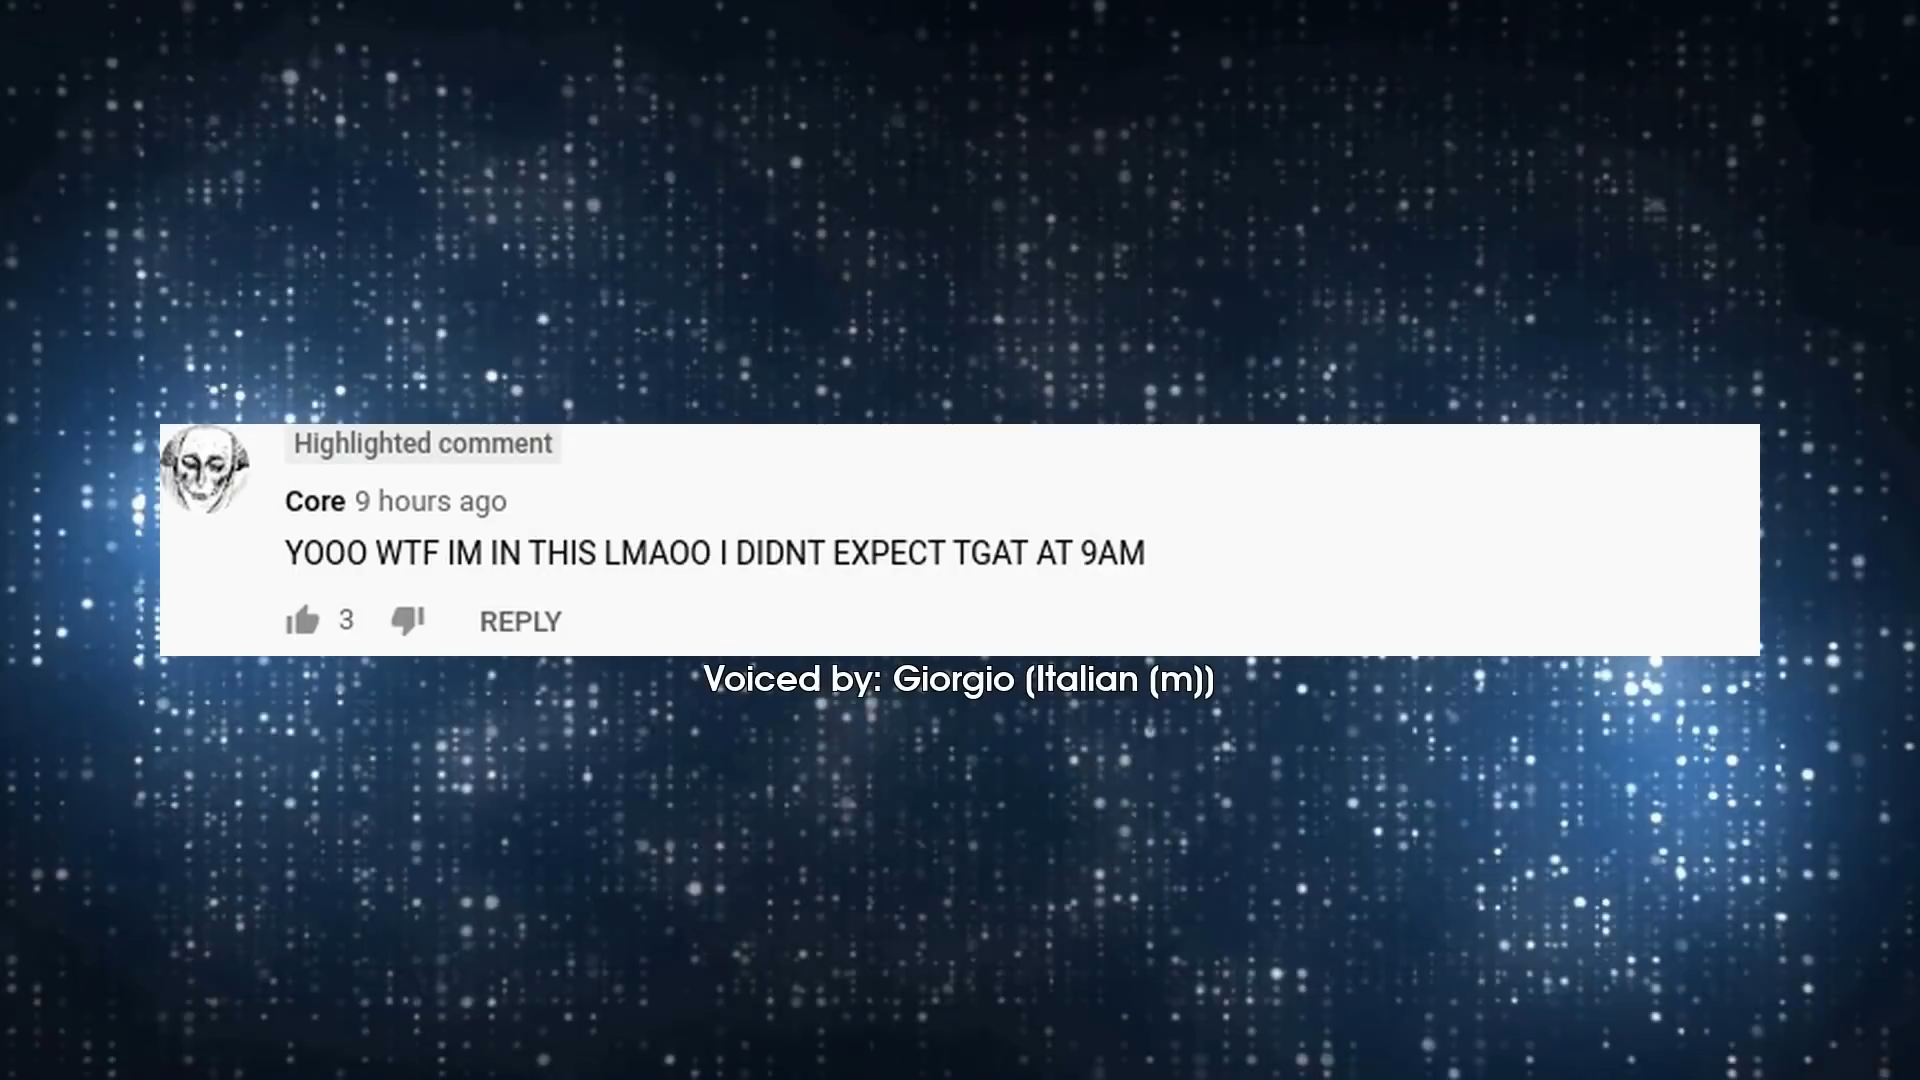 Highlighted comment
Core 9 hours ago
YOOO WTF IM IN THIS LMAOO I DIDNT EXPECT TGAT AT 9AM
3 REPLY
Voiced by: Giorgio (Italian (m))